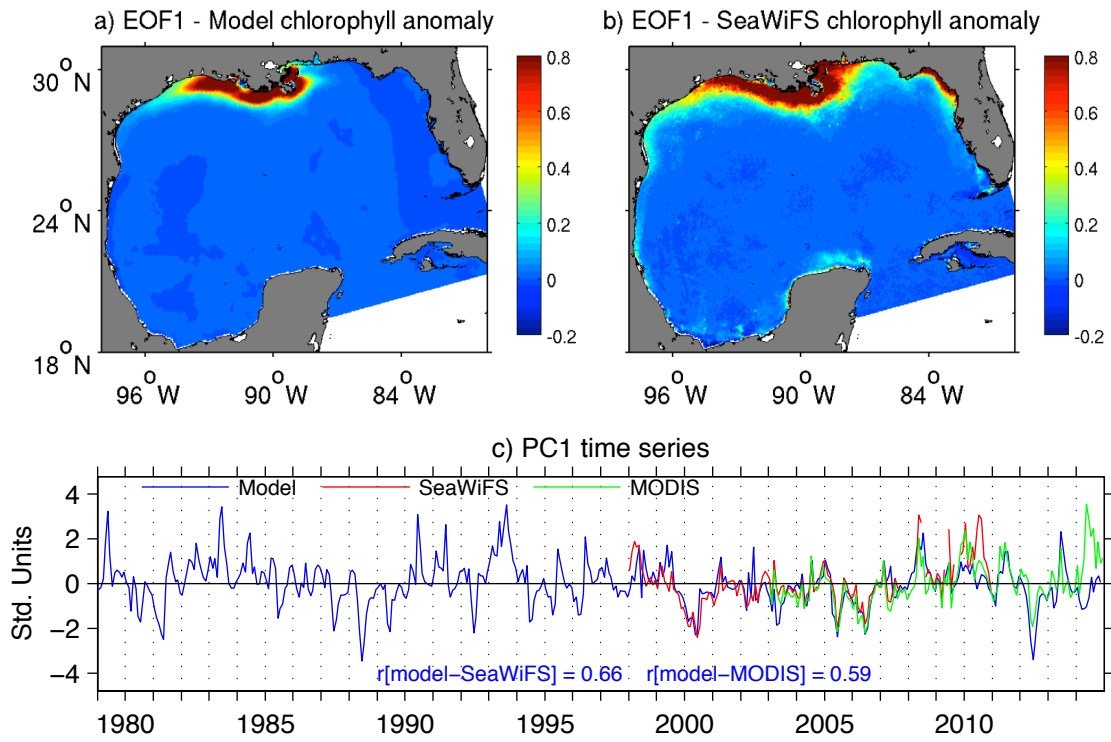 a) EOF1 - Model chlorophyll anomaly
b) EOF1 - SeaWiFS chlorophyll anomaly
30° N
24° N
18° N
96° W
90° W
84° W
0.8
0.6
0.4
0.2
0
-0.2
96° W
90° W
84° W
0.8
0.6
0.4
0.2
0
-0.2
c) PC1 time series
Model
SeaWiFS
MODIS
Std. Units
4
2
0
−2
−4
r[model−SeaWiFS] = 0.66 r[model−MODIS] = 0.59
1980 1985 1990 1995 2000 2005 2010